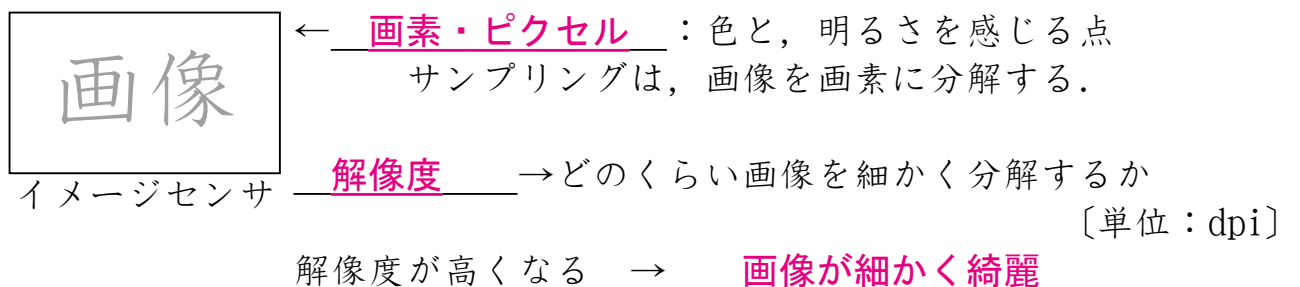 ←　画素・ピクセル　：色と，明るさを感じる点
画像
サンプリングは，画像を画素に分解する．
イメージセンサ
解像度　→どのくらい画像を細かく分解するか
〔単位：dpi〕
解像度が高くなる　→　画像が細かく綺麗